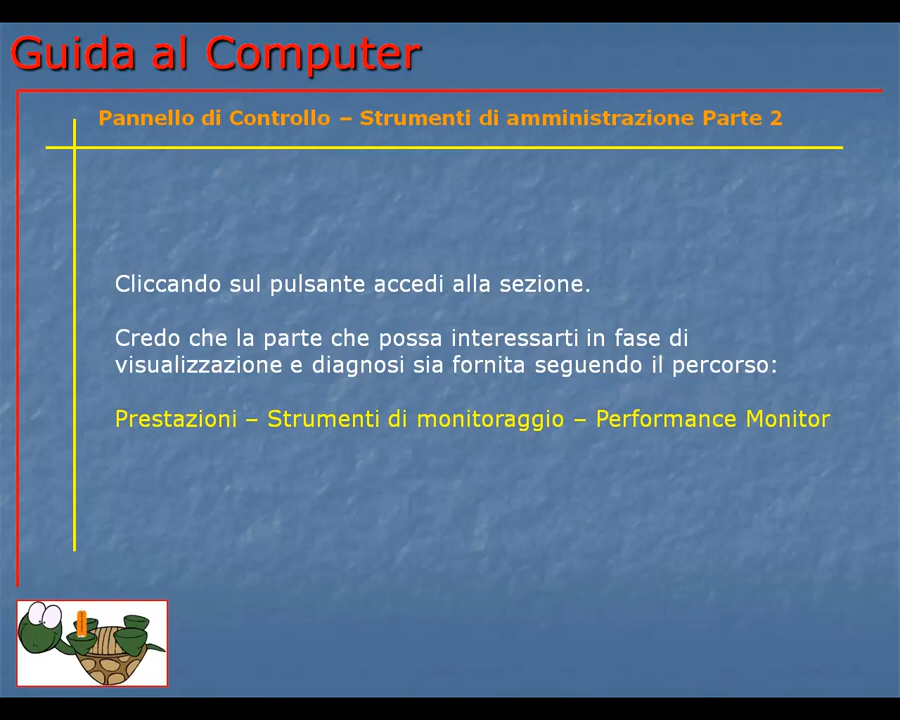 Guida al Computer
Pannello di Controllo – Strumenti di amministrazione Parte 2
Cliccando sul pulsante accedi alla sezione.
Credo che la parte che possa interessarti in fase di
visualizzazione e diagnosi sia fornita seguendo il percorso:
Prestazioni – Strumenti di monitoraggio – Performance Monitor